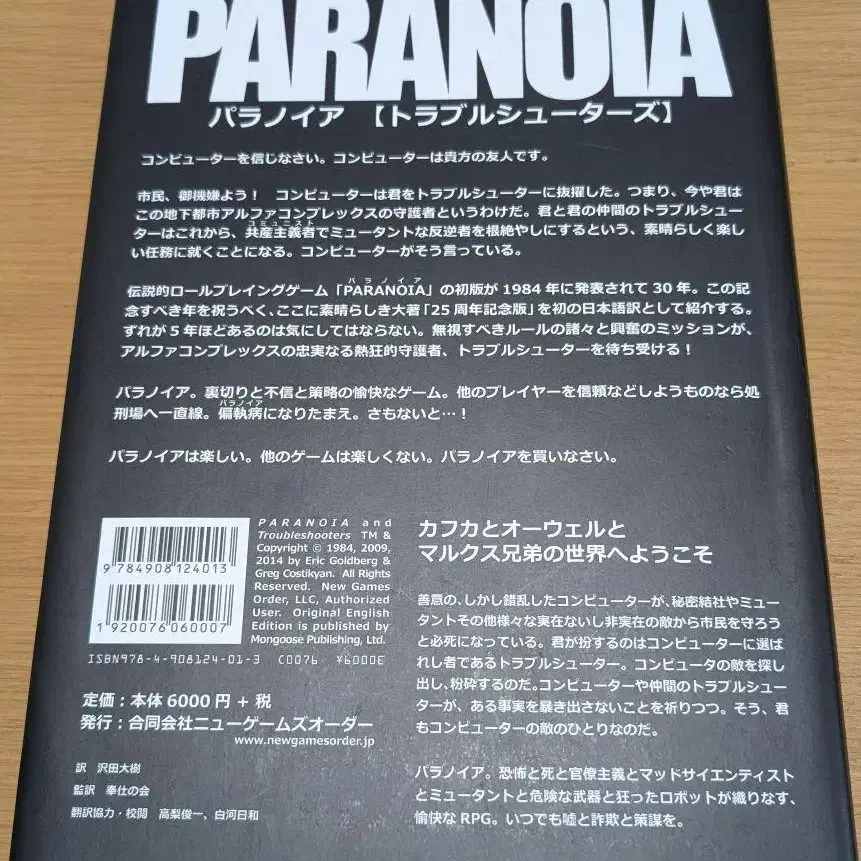 PARANOIA
パラノイア 【トラブルシューターズ】
コンピューターを信じなさい。コンピューターは貴方の友人です。
市民、御機嫌よう! コンピューターは君をトラブルシューターに抜擢した。つまり、今や君は
この地下都市アルファコンプレックスの守護者というわけだ。君と君の仲間のトラブルシュー
コミュニスト
ターはこれから、共産主義者でミュータントな反逆者を根絶やしにするという、素晴らしく楽し
い任務に就くことになる。コンピューターがそう言っている。
パラノイア
伝説的ロールプレイングゲーム「PARANOIA」の初版が1984年に発表されて30年。この記
念すべき年を祝うべく、ここに素晴らしき大著「25周年記念版」を初の日本語訳として紹介する。
ずれが5年ほどあるのは気にしてはならない。無視すべきルールの諸々と興奮のミッションが、
アルファコンプレックスの忠実なる熱狂的守護者、トラブルシューターを待ち受ける!
パラノイア。裏切りと不信と策略の愉快なゲーム。他のプレイヤーを信頼などしようものなら処
パラノイア
刑場へ一直線。偏執病になりたまえ。さもないと…!
パラノイアは楽しい。他のゲームは楽しくない。パラノイアを買いなさい。
9 784908 124013
1 920076 060007
ISBN978-4-908124-01-3 C0076 ¥6000E
PARANOIA and
Troubleshooters TM &
Copyright © 1984, 2009,
2014 by Eric Goldberg &
Greg Costikyan. All Rights
Reserved. New Games
Order, LLC, Authorized
User. Original English
Edition is published by
Mongoose Publishing, Ltd.
定価:本体6000円+税
発行:合同会社ニューゲームズオーダー
www.newgamesorder.jp
訳 沢田大樹
監訳 奉仕の会
翻訳協力・校閲 高梨俊一、白河日和
カフカとオーウェルと
マルクス兄弟の世界へようこそ
善意の、しかし錯乱したコンピューターが、秘密結社やミュー
タントその他様々な実在ないし非実在の敵から市民を守ろう
と必死になっている。君が扮するのはコンピューターに選ば
れし者であるトラブルシューター。コンピュータの敵を探し
出し、粉砕するのだ。コンピューターや仲間のトラブルシュー
ターが、ある事実を暴き出さないことを祈りつつ。そう、君
もコンピューターの敵のひとりなのだ。
パラノイア。恐怖と死と官僚主義とマッドサイエンティスト
とミュータントと危険な武器と狂ったロボットが織りなす、
愉快なRPG。いつでも嘘と詐欺と策謀を。